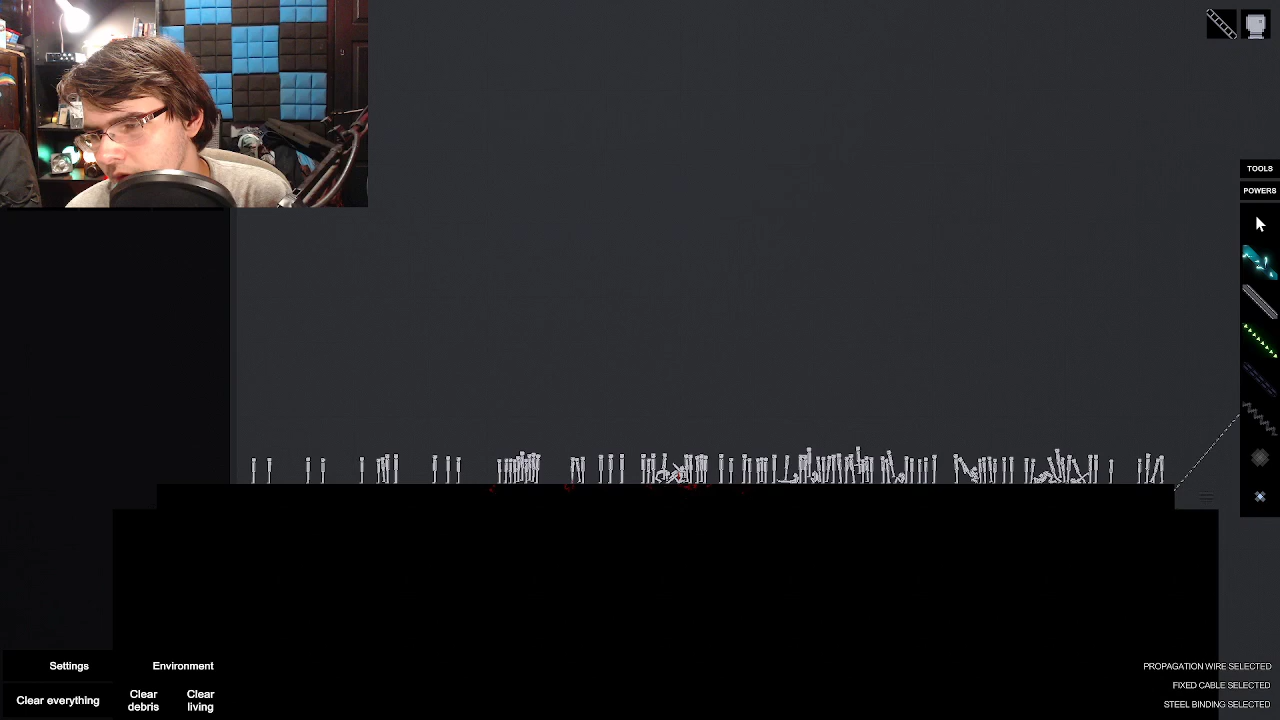 TOOLS
POWERS
Settings
Environment
Clear everything
Clear debris
Clear living
PROPAGATION WIRE SELECTED
FIXED CABLE SELECTED
STEEL BINDING SELECTED